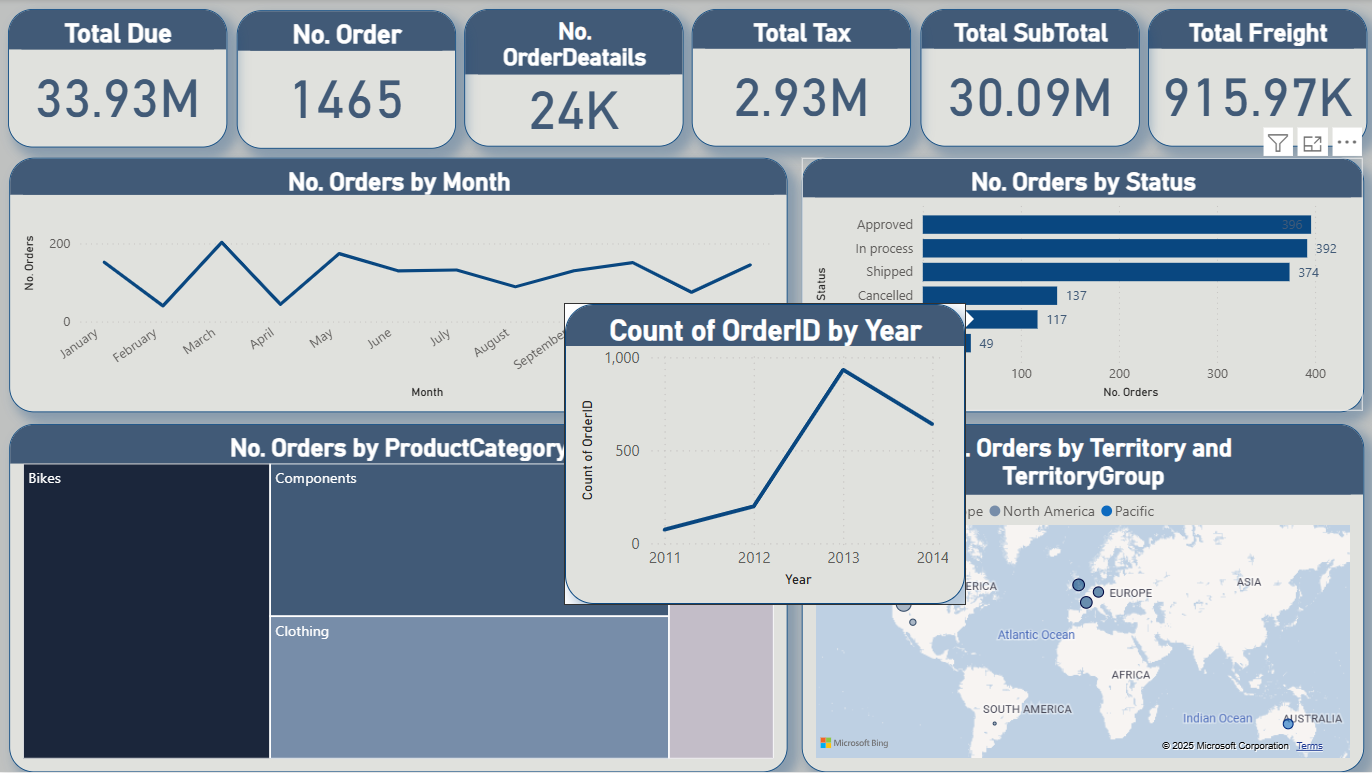 Total Due
33.93M
No. Order
1465
No.
OrderDeatails
24K
Total Tax
2.93M
Total SubTotal
30.09M
Total Freight
915.97K
No. Orders by Month
No. Orders
200
0
January
February
March
April
May
June
July
August
September
Month
No. Orders by Status
Status
Approved
396
In process
392
Shipped
374
Cancelled
137
117
49
100
200
300
400
No. Orders
Count of OrderID by Year
Count of OrderID
1,000
500
0
2011
2012
2013
2014
Year
No. Orders by ProductCategory
Bikes
Components
Clothing
. Orders by Territory and
TerritoryGroup
pe
North America
Pacific
ERICA
EUROPE
ASIA
Atlantic Ocean
AFRICA
SOUTH AMERICA
Indian Ocean
AUSTRALIA
Microsoft Bing
© 2025 Microsoft Corporation Terms